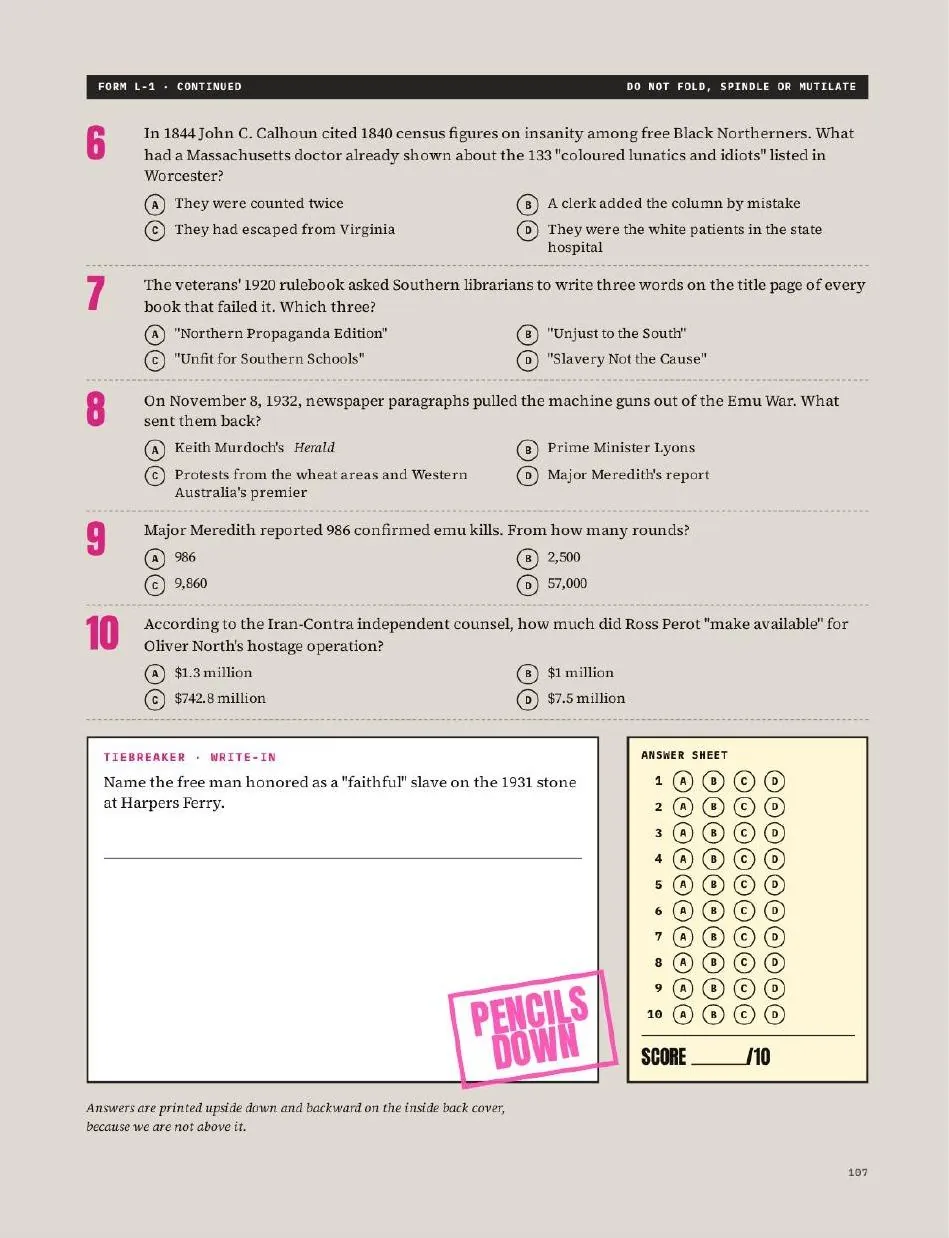 FORM L-1 · CONTINUED DO NOT FOLD, SPINDLE OR MUTILATE
6
In 1844 John C. Calhoun cited 1840 census figures on insanity among free Black Northerners. What
had a Massachusetts doctor already shown about the 133 "coloured lunatics and idiots" listed in
Worcester?
A They were counted twice
B A clerk added the column by mistake
C They had escaped from Virginia
D They were the white patients in the state
hospital
7
The veterans' 1920 rulebook asked Southern librarians to write three words on the title page of every
book that failed it. Which three?
A "Northern Propaganda Edition"
B "Unjust to the South"
C "Unfit for Southern Schools"
D "Slavery Not the Cause"
8
On November 8, 1932, newspaper paragraphs pulled the machine guns out of the Emu War. What
sent them back?
A Keith Murdoch's Herald
B Prime Minister Lyons
C Protests from the wheat areas and Western
Australia's premier
D Major Meredith's report
9
Major Meredith reported 986 confirmed emu kills. From how many rounds?
A 986
B 2,500
C 9,860
D 57,000
10
According to the Iran-Contra independent counsel, how much did Ross Perot "make available" for
Oliver North's hostage operation?
A $1.3 million
B $1 million
C $742.8 million
D $7.5 million
TIEBREAKER · WRITE-IN
Name the free man honored as a "faithful" slave on the 1931 stone
at Harpers Ferry.
PENCILS
DOWN
ANSWER SHEET
1 A B C D
2 A B C D
3 A B C D
4 A B C D
5 A B C D
6 A B C D
7 A B C D
8 A B C D
9 A B C D
10 A B C D
SCORE ______/10
Answers are printed upside down and backward on the inside back cover,
because we are not above it.
107